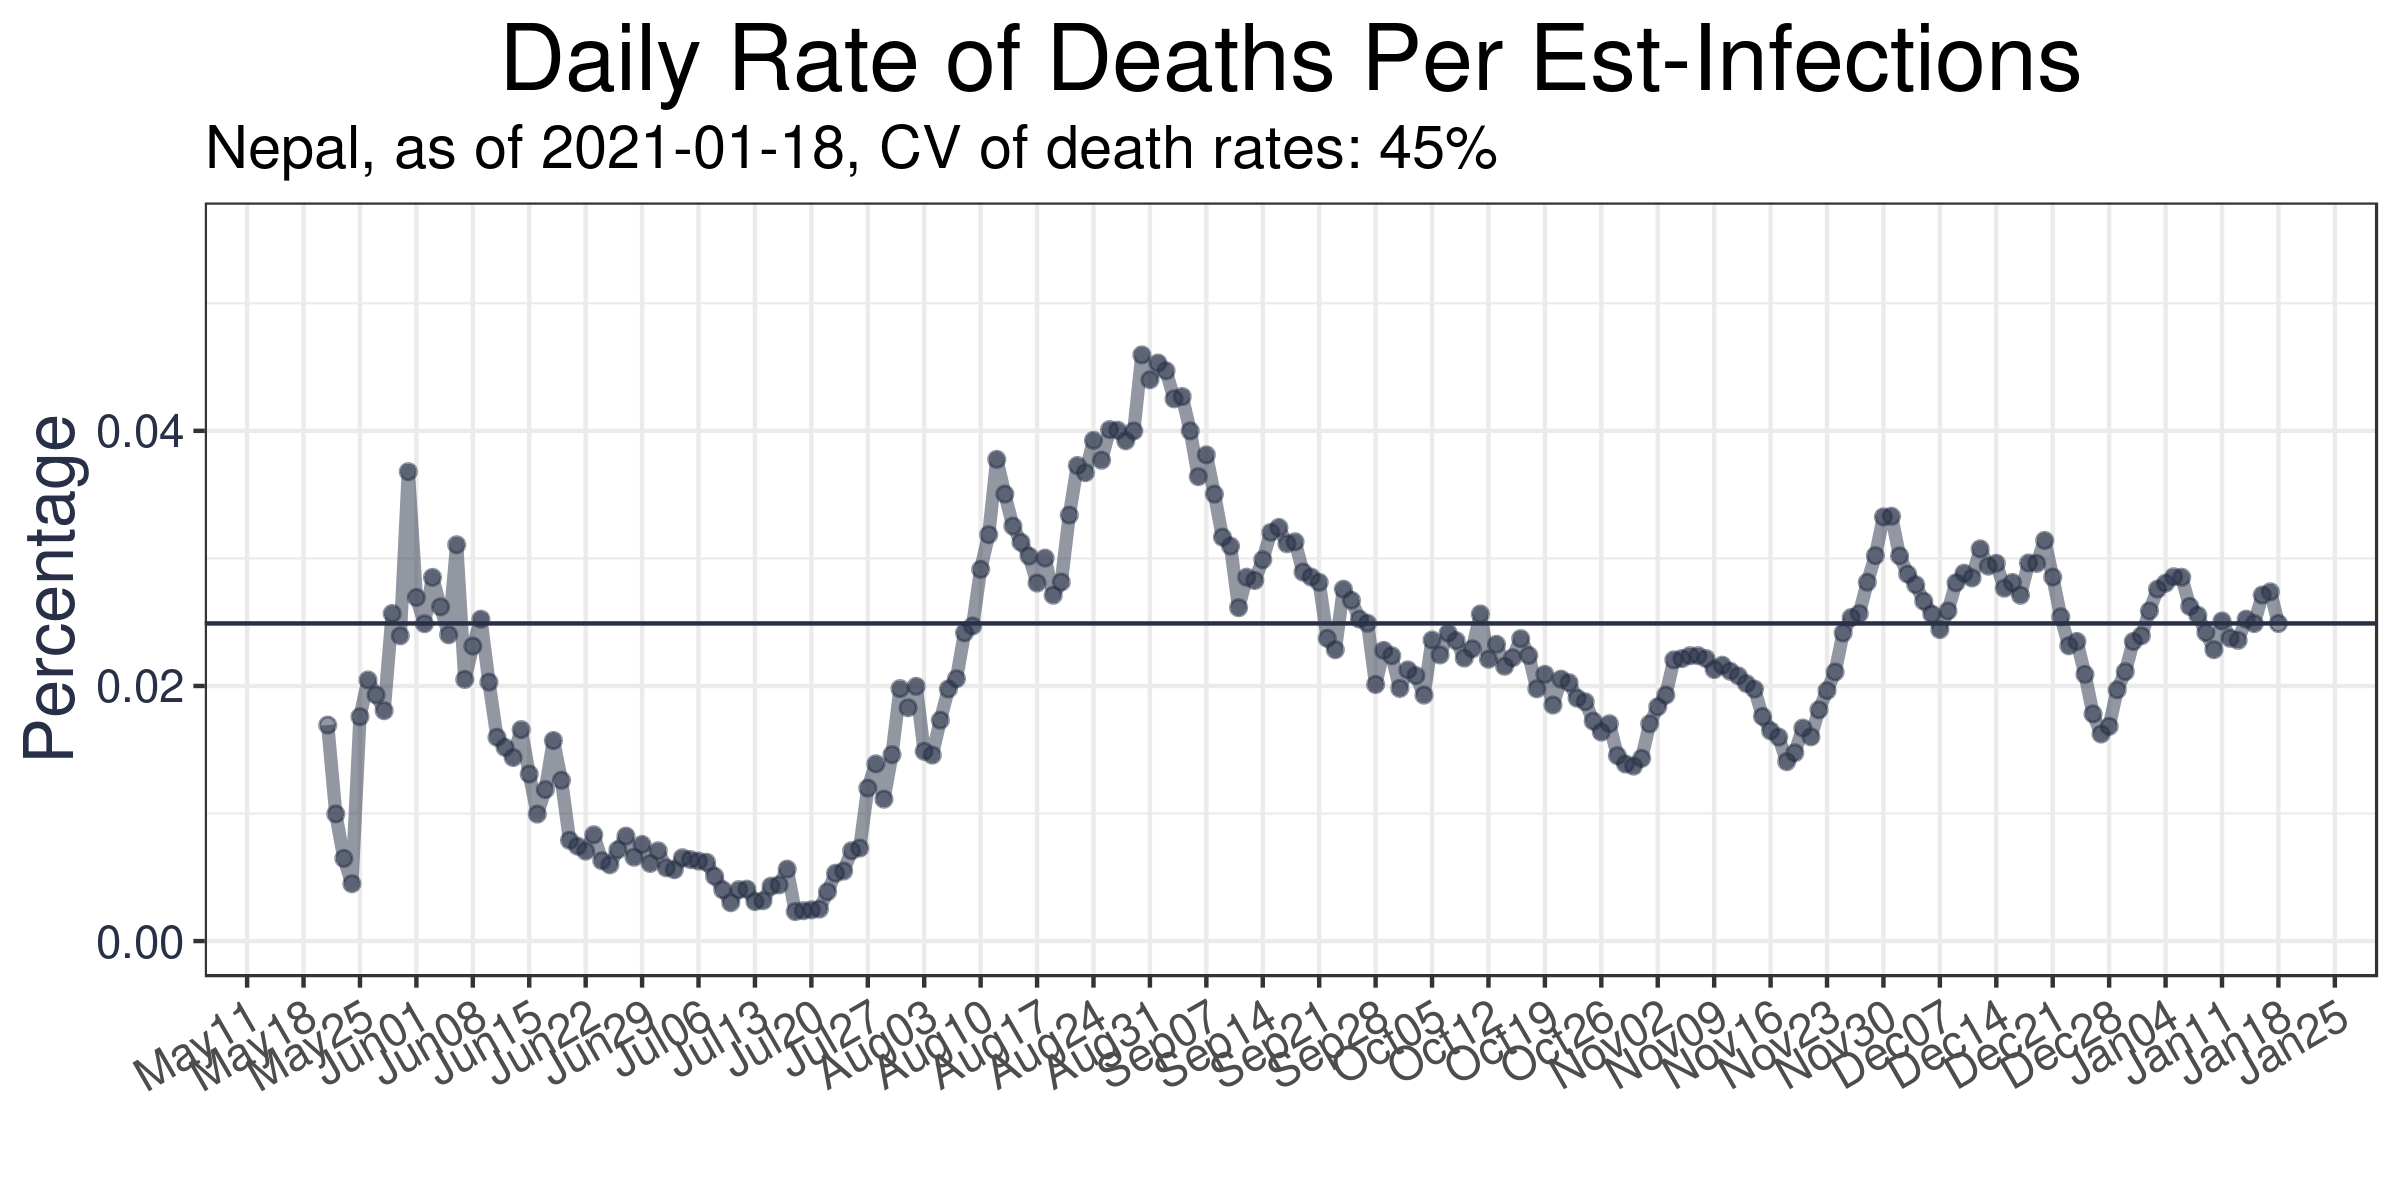 Daily Rate of Deaths Per Est-Infections
Nepal, as of 2021-01-18, CV of death rates: 45%
Percentage
0.04
0.02
0.00
May11
May18
May25
Jun01
Jun08
Jun15
Jun22
Jun29
Jul06
Jul13
Jul20
Jul27
Aug03
Aug10
Aug17
Aug24
Aug31
Sep07
Sep14
Sep21
Sep28
Oct05
Oct12
Oct19
Oct26
Nov02
Nov09
Nov16
Nov23
Nov30
Dec07
Dec14
Dec21
Dec28
Jan04
Jan11
Jan18
Jan25